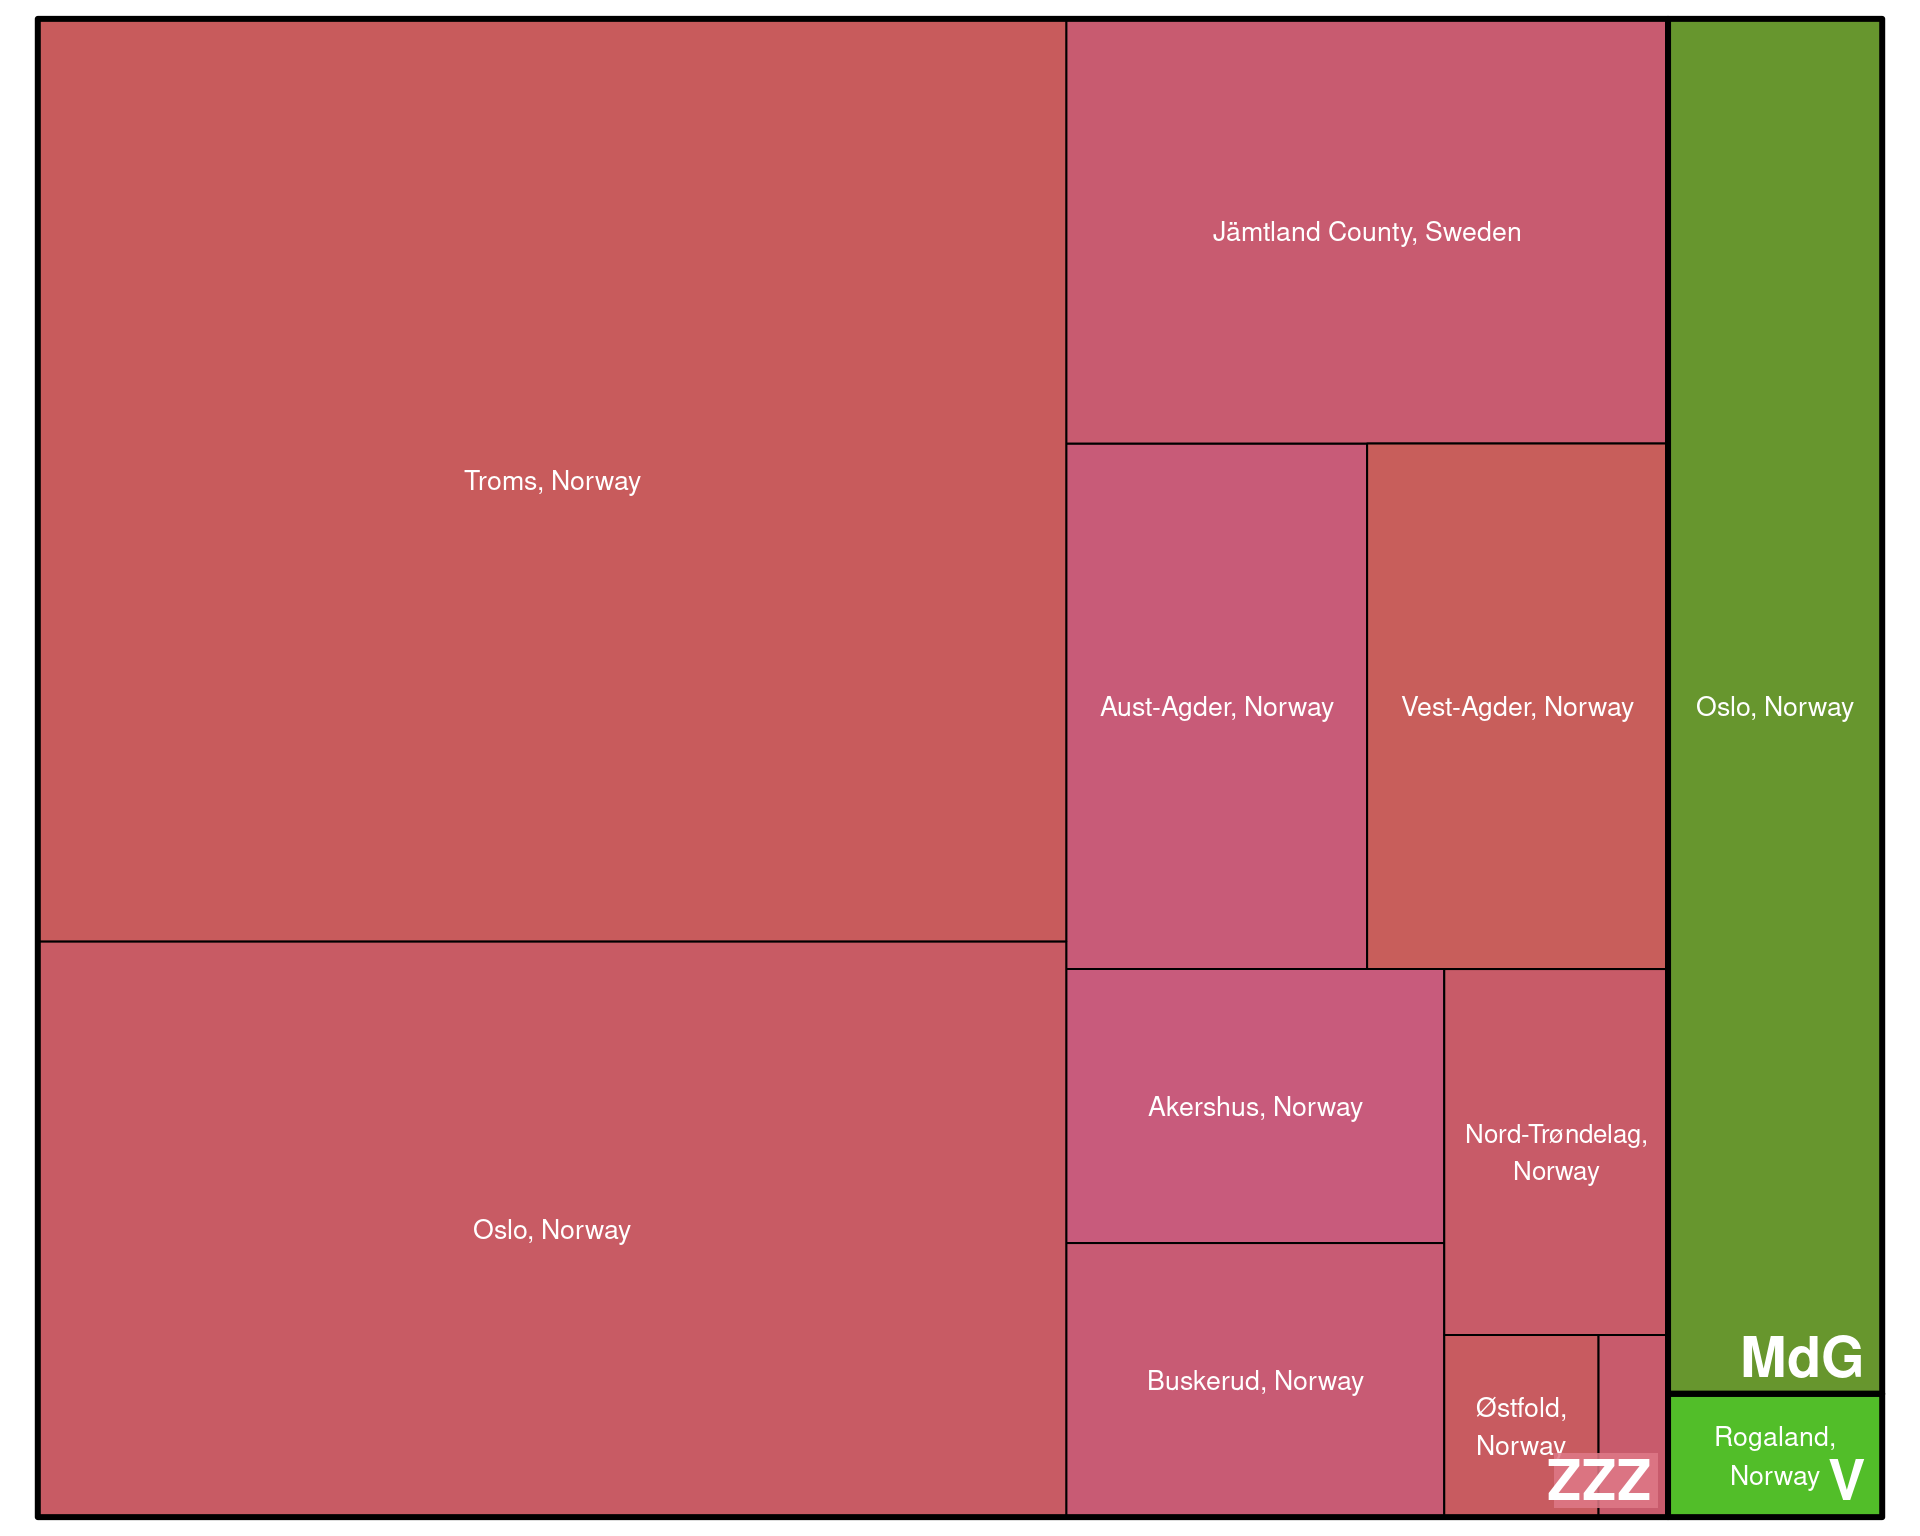 Troms, Norway
Oslo, Norway
Jämtland County, Sweden
Aust-Agder, Norway
Vest-Agder, Norway
Akershus, Norway
Buskerud, Norway
Nord-Trøndelag,
Norway
Østfold,
Norway
ZZZ
Oslo, Norway
MdG
Rogaland,
Norway
V